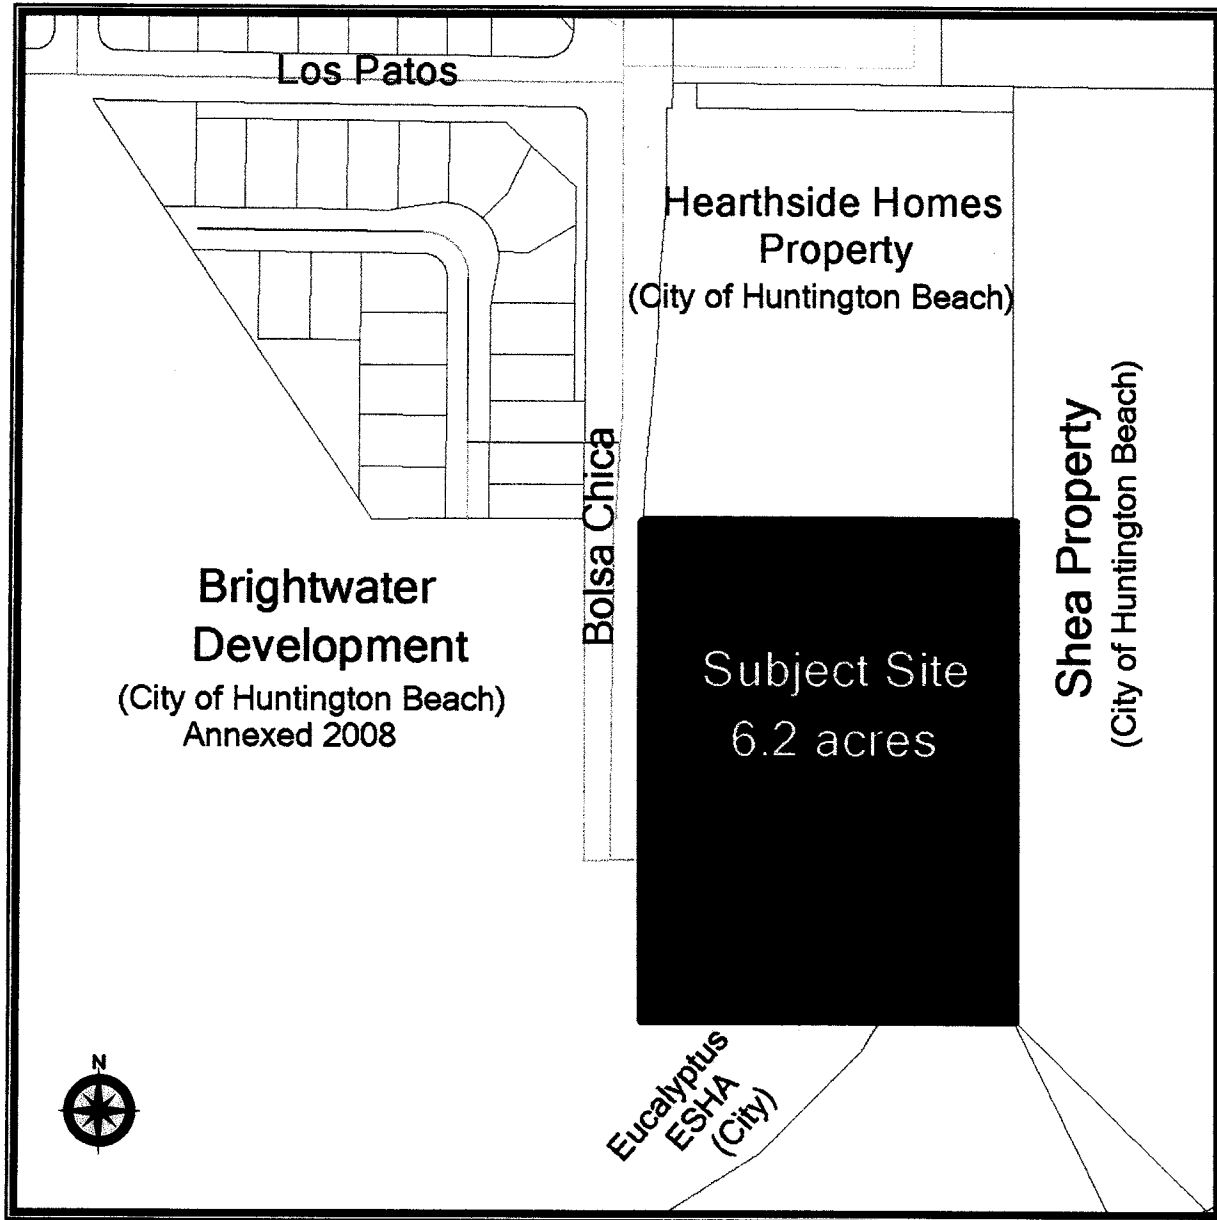 Los Patos
Hearthside Homes
Property
(City of Huntington Beach)
Shea Property
(City of Huntington Beach)
Bolsa Chica
Brightwater
Development
(City of Huntington Beach)
Annexed 2008
Subject Site
6.2 acres
Eucalyptus
ESHA
(City)
N